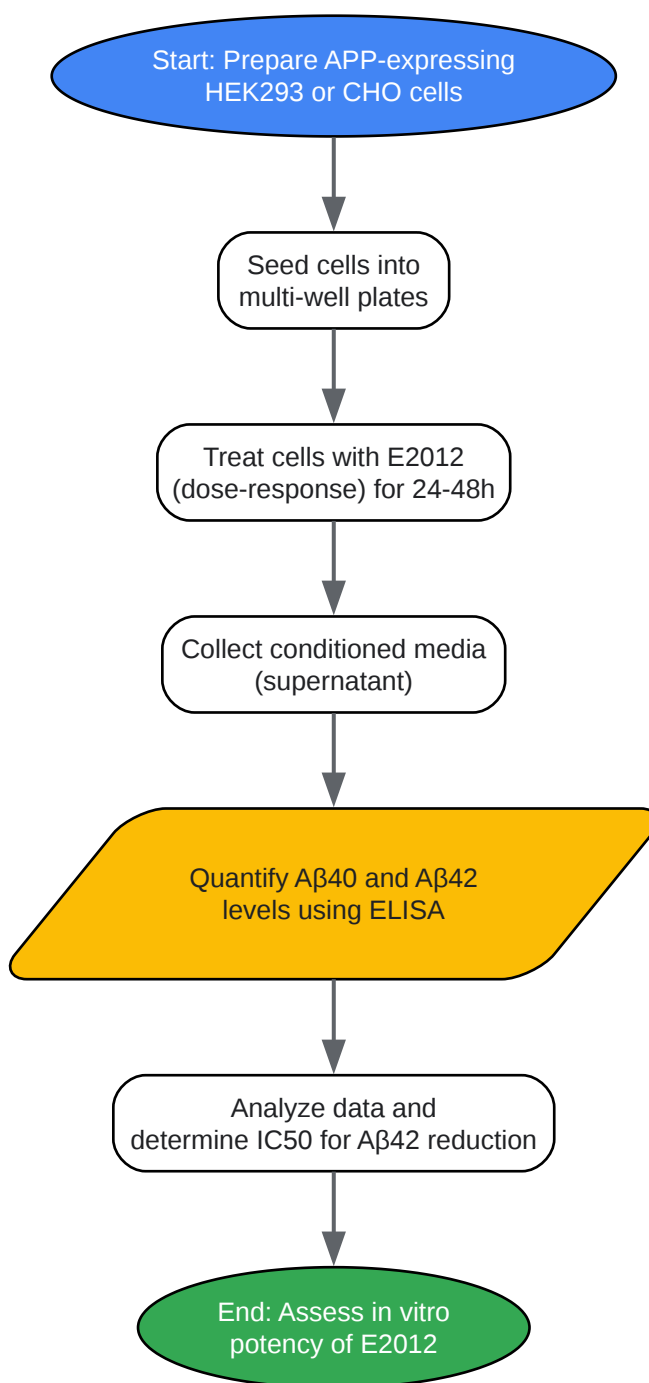 Start: Prepare APP-expressing
HEK293 or CHO cells
Seed cells into
multi-well plates
Treat cells with E2012
(dose-response) for 24-48h
Collect conditioned media
(supernatant)
Quantify Aβ40 and Aβ42
levels using ELISA
Analyze data and
determine IC50 for Aβ42 reduction
End: Assess in vitro
potency of E2012